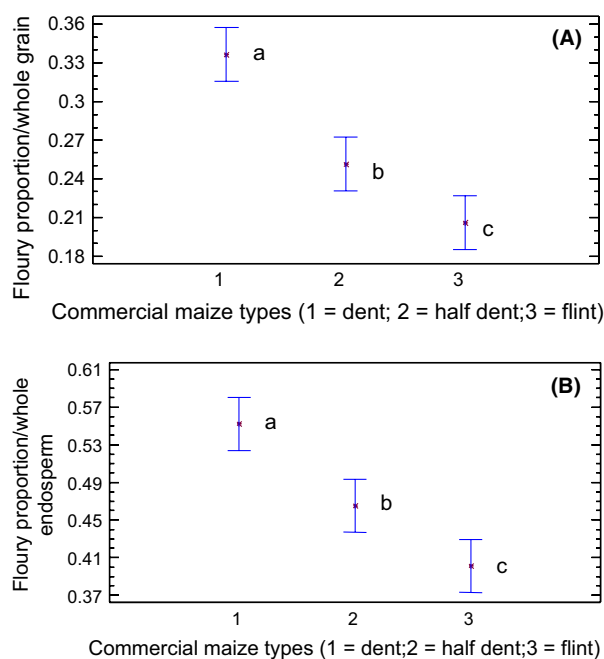 (A)
Floury proportion/whole grain
0.36
0.33
0.3
0.27
0.24
0.21
0.18
a
b
c
1 2 3
Commercial maize types (1 = dent; 2 = half dent;3 = flint)
(B)
Floury proportion/whole
endosperm
0.61
0.57
0.53
0.49
0.45
0.41
0.37
a
b
c
1 2 3
Commercial maize types (1 = dent;2 = half dent;3 = flint)